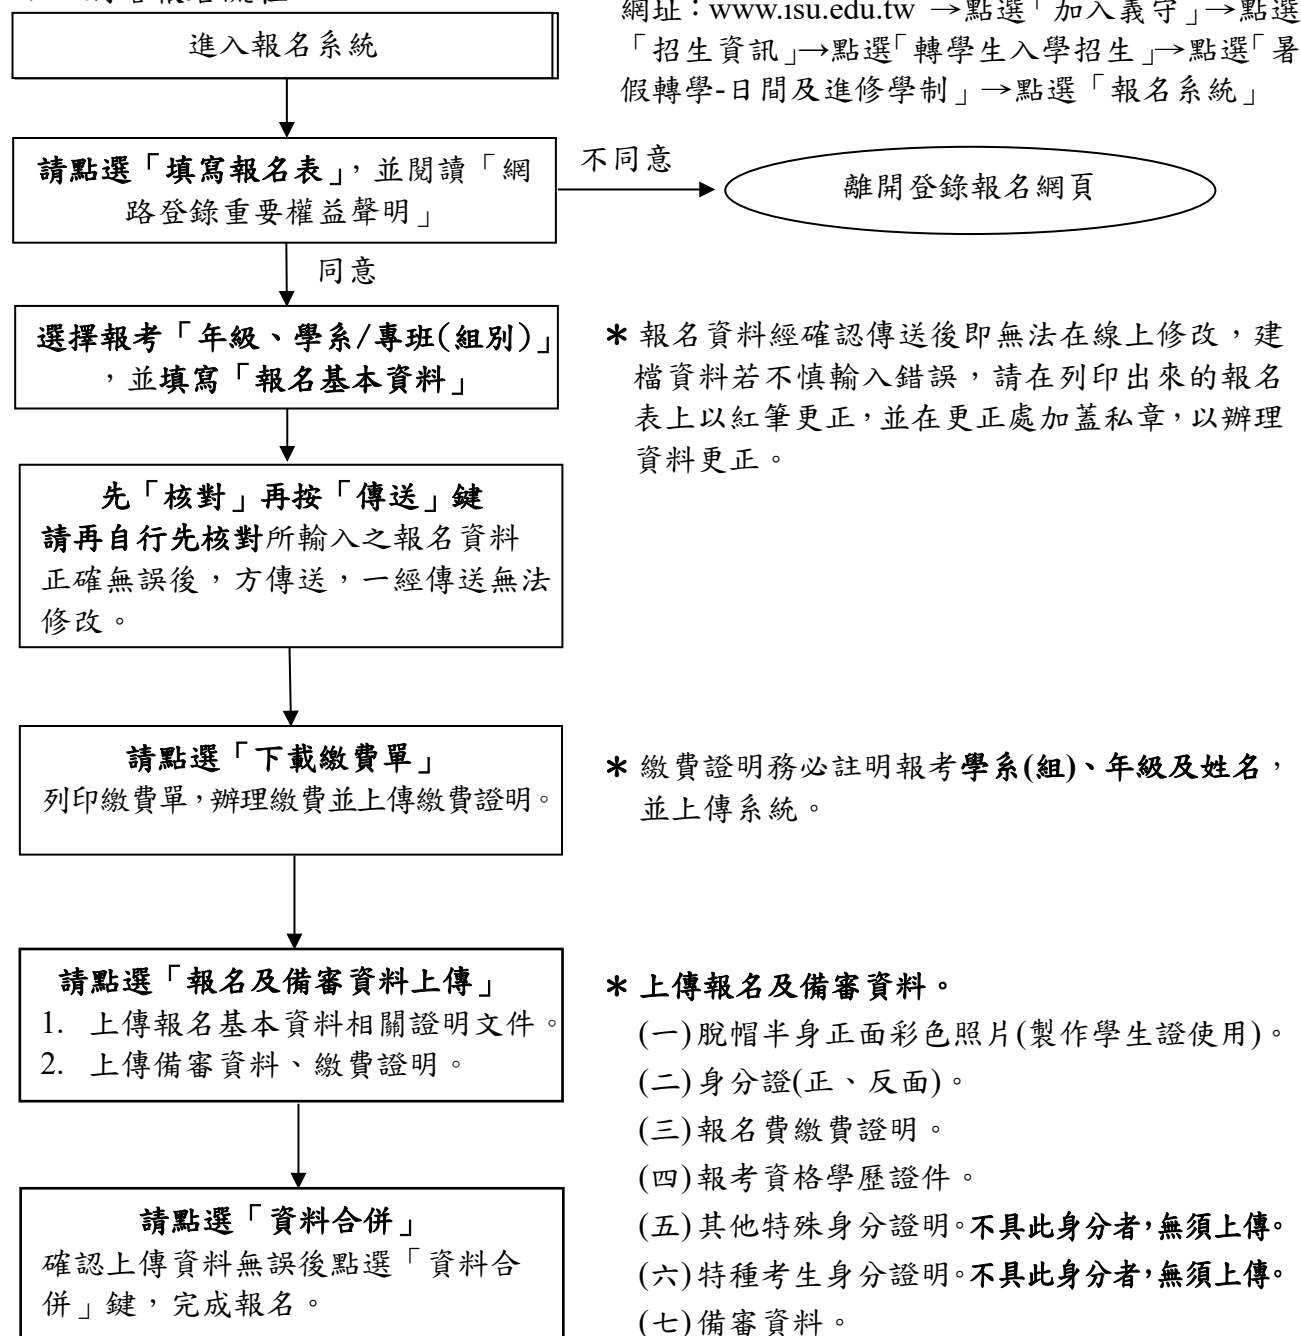 進入報名系統
網址：www.isu.edu.tw →點選「加入義守」→點選
「招生資訊」→點選「轉學生入學招生」→點選「暑
假轉學-日間及進修學制」→點選「報名系統」
請點選「填寫報名表」，並閱讀「網
路登錄重要權益聲明」
不同意
離開登錄報名網頁
同意
選擇報考「年級、學系/專班(組別)」
，並填寫「報名基本資料」
＊報名資料經確認傳送後即無法在線上修改，建
檔資料若不慎輸入錯誤，請在列印出來的報名
表上以紅筆更正，並在更正處加蓋私章，以辦理
資料更正。
先「核對」再按「傳送」鍵
請再自行先核對所輸入之報名資料
正確無誤後，方傳送，一經傳送無法
修改。
請點選「下載繳費單」
列印繳費單，辦理繳費並上傳繳費證明。
＊繳費證明務必註明報考學系(組)、年級及姓名，
並上傳系統。
請點選「報名及備審資料上傳」
1. 上傳報名基本資料相關證明文件。
2. 上傳備審資料、繳費證明。
＊上傳報名及備審資料。
(一)脫帽半身正面彩色照片(製作學生證使用)。
(二)身分證(正、反面)。
(三)報名費繳費證明。
(四)報考資格學歷證件。
(五)其他特殊身分證明。不具此身分者，無須上傳。
(六)特種考生身分證明。不具此身分者，無須上傳。
(七)備審資料。
請點選「資料合併」
確認上傳資料無誤後點選「資料合
併」鍵，完成報名。